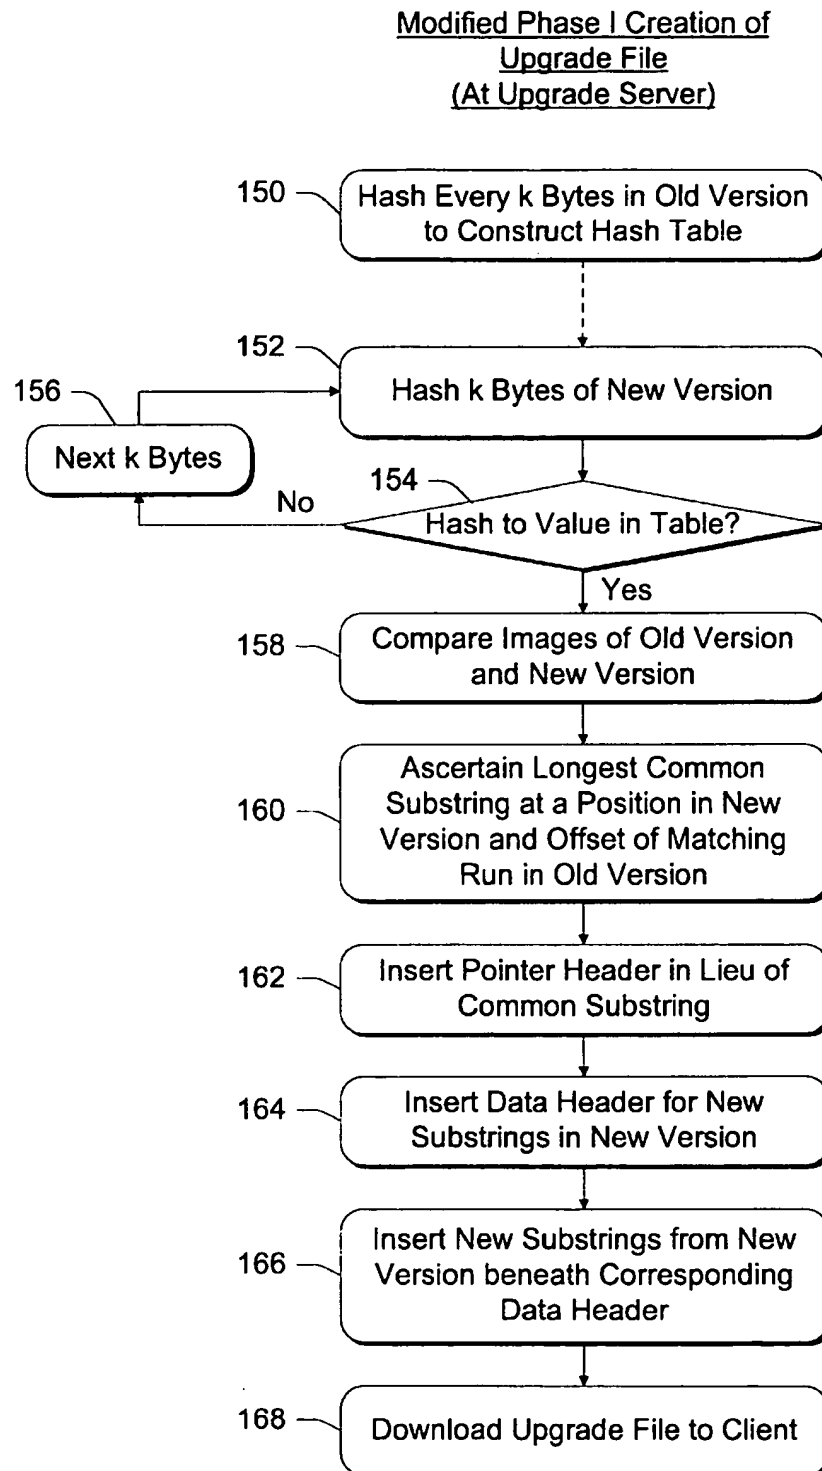 Modified Phase I Creation of
Upgrade File
(At Upgrade Server)
150
Hash Every k Bytes in Old Version
to Construct Hash Table
152
Hash k Bytes of New Version
156
Next k Bytes
154
Hash to Value in Table?
No
Yes
158
Compare Images of Old Version
and New Version
160
Ascertain Longest Common
Substring at a Position in New
Version and Offset of Matching
Run in Old Version
162
Insert Pointer Header in Lieu of
Common Substring
164
Insert Data Header for New
Substrings in New Version
166
Insert New Substrings from New
Version beneath Corresponding
Data Header
168
Download Upgrade File to Client